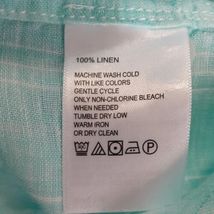 100% LINEN
MACHINE WASH COLD
WITH LIKE COLORS
GENTLE CYCLE
ONLY NON-CHLORINE BLEACH
WHEN NEEDED
TUMBLE DRY LOW
WARM IRON
OR DRY CLEAN
P